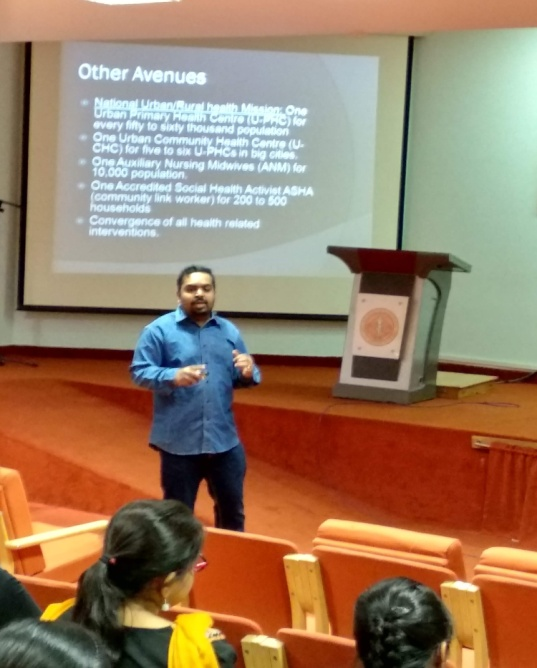 Other Avenues
National Urban/Rural health Mission: One
Urban Primary Health Centre (U-PHC) for
every fifty to sixty thousand population
One Urban Community Health Centre (U-
CHC) for five to six U-PHCs in big cities.
One Auxiliary Nursing Midwives (ANM) for
10,000 population.
One Accredited Social Health Activist ASHA
(community link worker) for 200 to 500
households
Convergence of all health related
interventions.